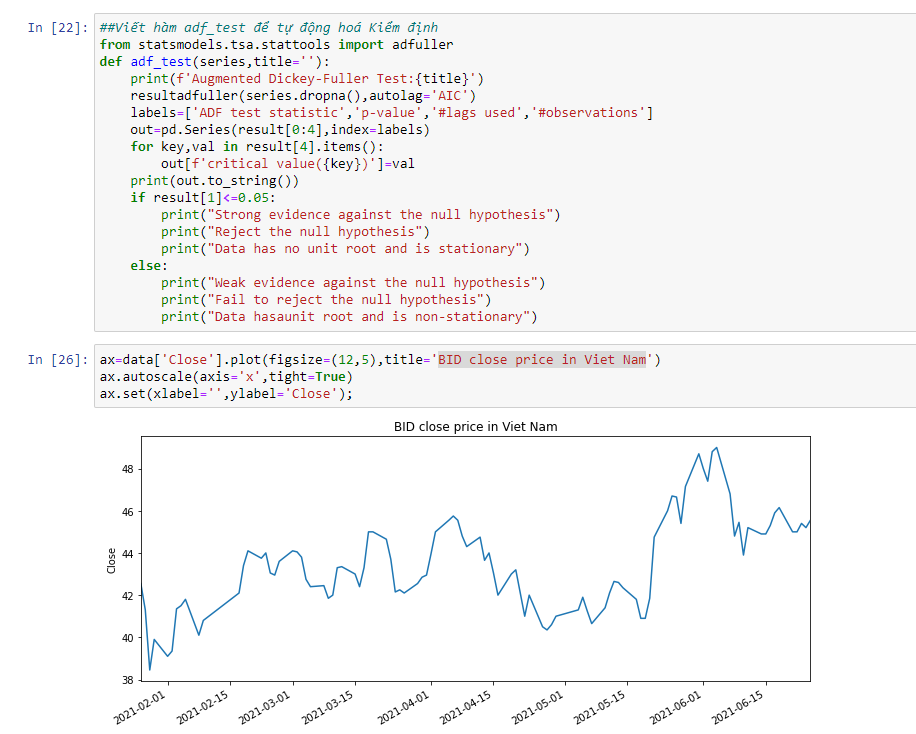 In [22]: ##Viết hàm adf_test để tự động hoá Kiểm định
from statsmodels.tsa.stattools import adfuller
def adf_test(series,title=''):
    print(f'Augmented Dickey-Fuller Test:{title}')
    resultadfuller(series.dropna(),autolag='AIC')
    labels=['ADF test statistic','p-value','#lags used','#observations']
    out=pd.Series(result[0:4],index=labels)
    for key,val in result[4].items():
        out[f'critical value({key})']=val
    print(out.to_string())
    if result[1]<=0.05:
        print("Strong evidence against the null hypothesis")
        print("Reject the null hypothesis")
        print("Data has no unit root and is stationary")
    else:
        print("Weak evidence against the null hypothesis")
        print("Fail to reject the null hypothesis")
        print("Data hasaunit root and is non-stationary")
In [26]: ax=data['Close'].plot(figsize=(12,5),title='BID close price in Viet Nam')
ax.autoscale(axis='x',tight=True)
ax.set(xlabel='',ylabel='Close');
BID close price in Viet Nam
48
46
44
42
40
38
Close
2021-02-01 2021-02-15 2021-03-01 2021-03-15 2021-04-01 2021-04-15 2021-05-01 2021-05-15 2021-06-01 2021-06-15